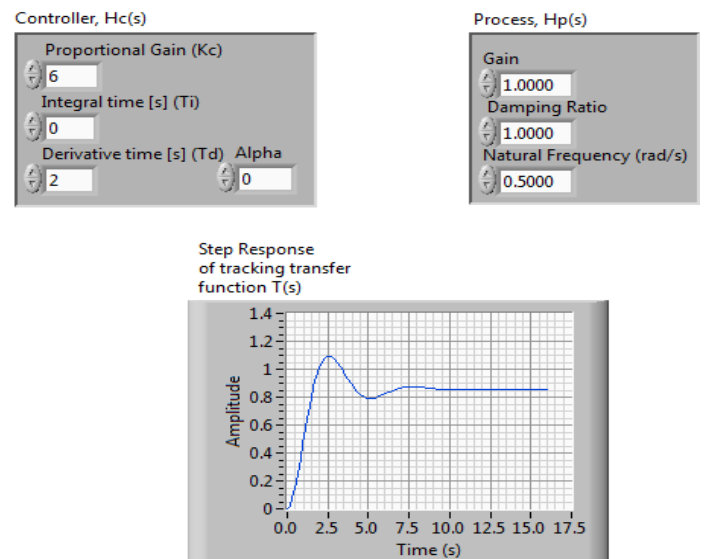 Controller, Hc(s)
Proportional Gain (Kc)
6
Integral time [s] (Ti)
0
Derivative time [s] (Td) Alpha
2 0
Process, Hp(s)
Gain
1.0000
Damping Ratio
1.0000
Natural Frequency (rad/s)
0.5000
Step Response
of tracking transfer
function T(s)
1.4
1.2
1
0.8
0.6
0.4
0.2
0
Amplitude
0.0 2.5 5.0 7.5 10.0 12.5 15.0 17.5
Time (s)